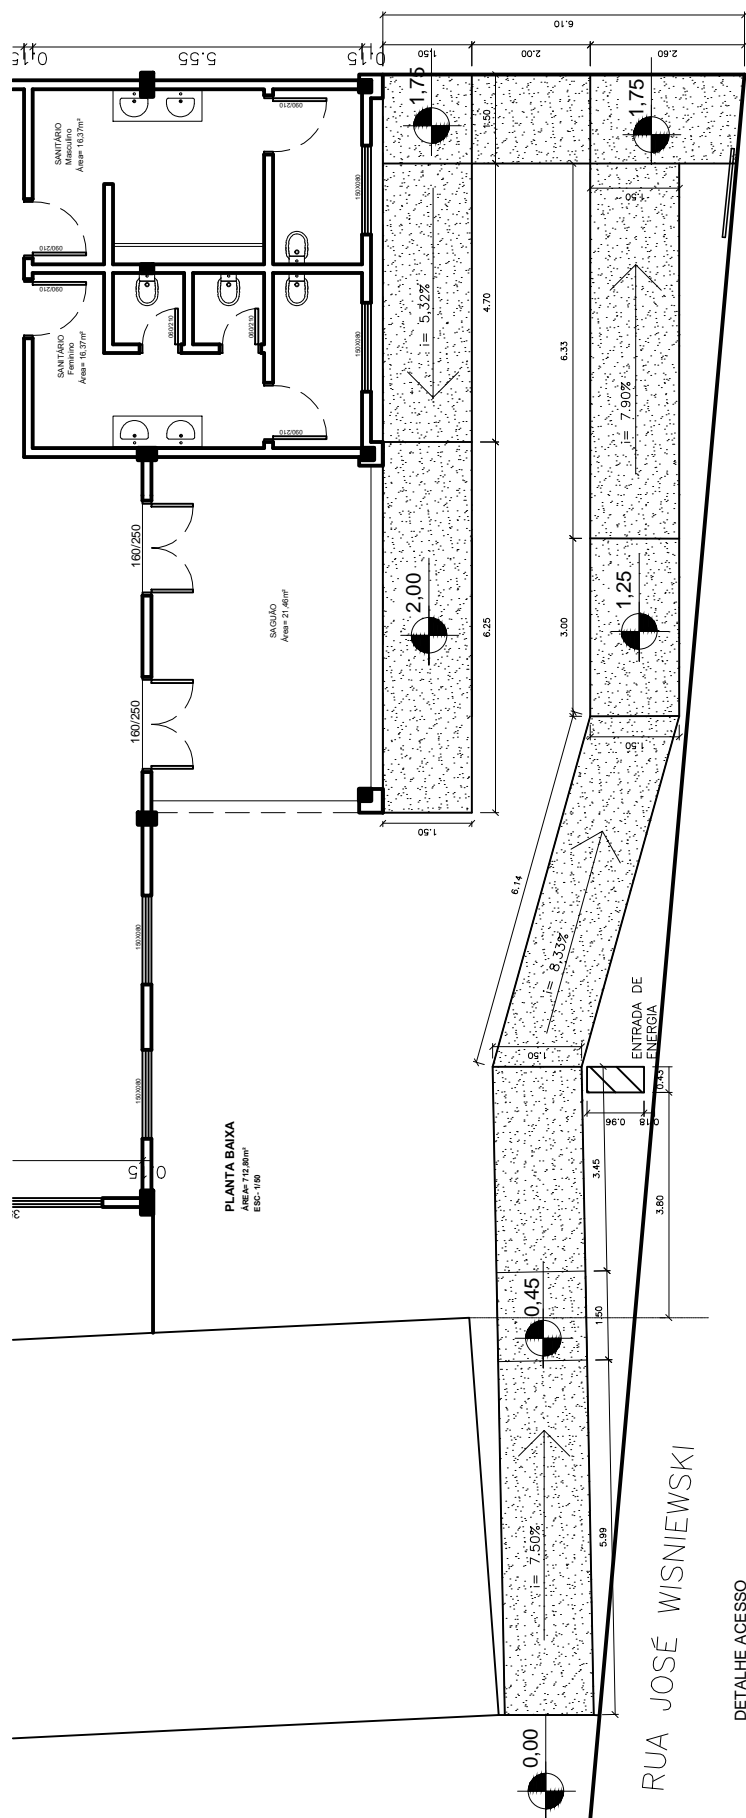 6.10
1.50
2.00
2.60
0.15
5.55
0.15
SANITÁRIO
Masculino
Área= 16,37m²
090/210
090/210
150X080
1,75
1.50
1,75
1.50
SANITÁRIO
Feminino
Área= 16,37m²
090/210
060/210
060/210
090/210
150X080
i= 5,32%
4.70
6.33
i= 7.90%
160/250
160/250
SAGUÃO
Área= 21,46m²
2,00
6.25
1.50
3.00
1,25
1.50
6.14
i= 8,33%
1.50
ENTRADA DE
ENERGIA
0.43
0.96
0.18
3.45
3.80
150X080
150X080
0.15
PLANTA BAIXA
ÁREA= 712,80m²
ESC- 1/50
0,45
1.50
i= 7.50%
5.99
0,00
RUA JOSÉ WISNIEWSKI
DETALHE ACESSO